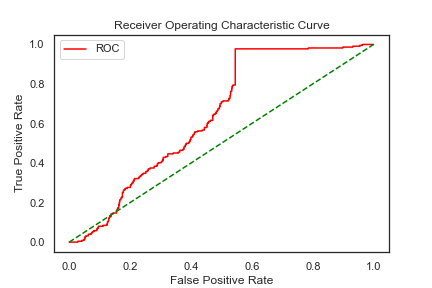 Receiver Operating Characteristic Curve
ROC
True Positive Rate
1.0
0.8
0.6
0.4
0.2
0.0
0.0 0.2 0.4 0.6 0.8 1.0
False Positive Rate